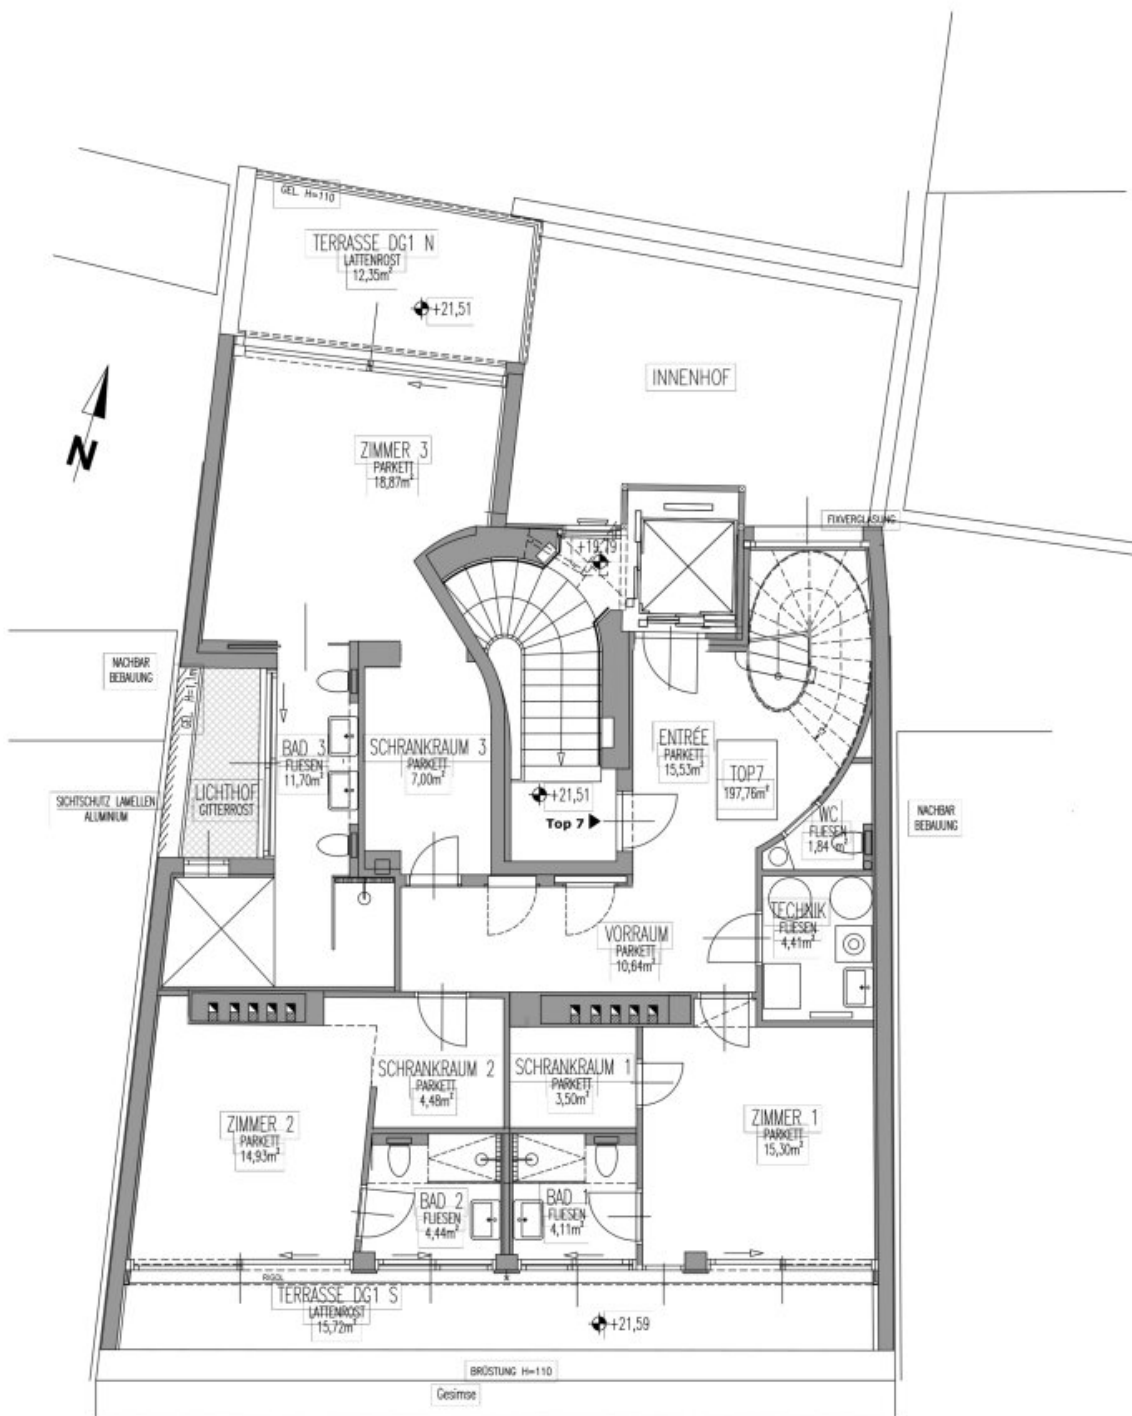 GEL. H=110
TERRASSE DG1 N
LATTENROST
12,35m²
+21,51
INNENHOF
N
ZIMMER 3
PARKETT
18,87m²
FIXVERGLASUNG
+19,79
NACHBAR
BEBAUUNG
GEL. H=1,1m
ENTRÉE
PARKETT
15,53m²
BAD 3
FLIESEN
11,70m²
SCHRANKRAUM 3
PARKETT
7,00m²
TOP7
197,76m²
LICHTHOF
GITTERROST
SICHTSCHUTZ LAMELLEN
ALUMINIUM
+21,51
Top 7
WC
FLIESEN
1,84 m²
NACHBAR
BEBAUUNG
TECHNIK
FLIESEN
4,41m²
VORRAUM
PARKETT
10,64m²
SCHRANKRAUM 2
PARKETT
4,48m²
SCHRANKRAUM 1
PARKETT
3,50m²
ZIMMER 2
PARKETT
14,93m²
ZIMMER 1
PARKETT
15,30m²
BAD 2
FLIESEN
4,44m²
BAD 1
FLIESEN
4,11m²
RIGOL
TERRASSE DG1 S
LATTENROST
15,72m²
+21,59
BRÜSTUNG H=110
Gesimse